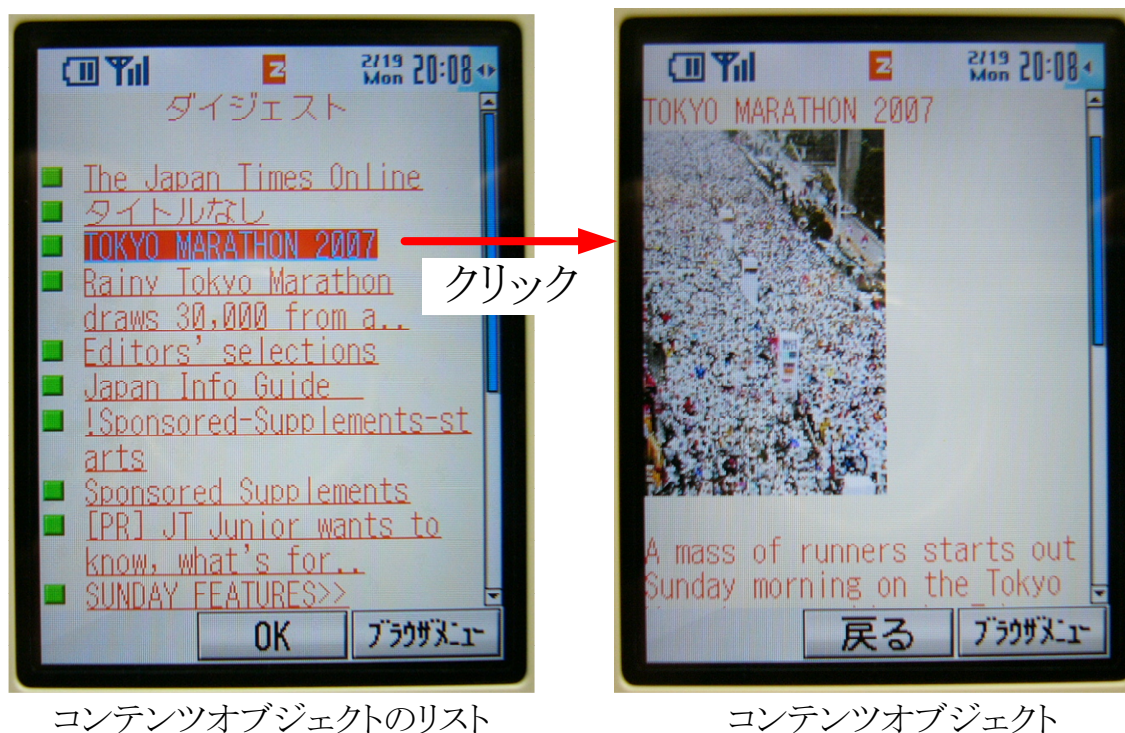 2/19
Mon 20:08
ダイジェスト
The Japan Times Online
タイトルなし
TOKYO MARATHON 2007
Rainy Tokyo Marathon
draws 30,000 from a..
Editors' selections
Japan Info Guide
!Sponsored-Supplements-st
arts
Sponsored Supplements
[PR] JT Junior wants to
know, what's for..
SUNDAY FEATURES>>
OK ブラウザメニュー
コンテンツオブジェクトのリスト
クリック
2/19
Mon 20:08
TOKYO MARATHON 2007
A mass of runners starts out
Sunday morning on the Tokyo
戻る ブラウザメニュー
コンテンツオブジェクト